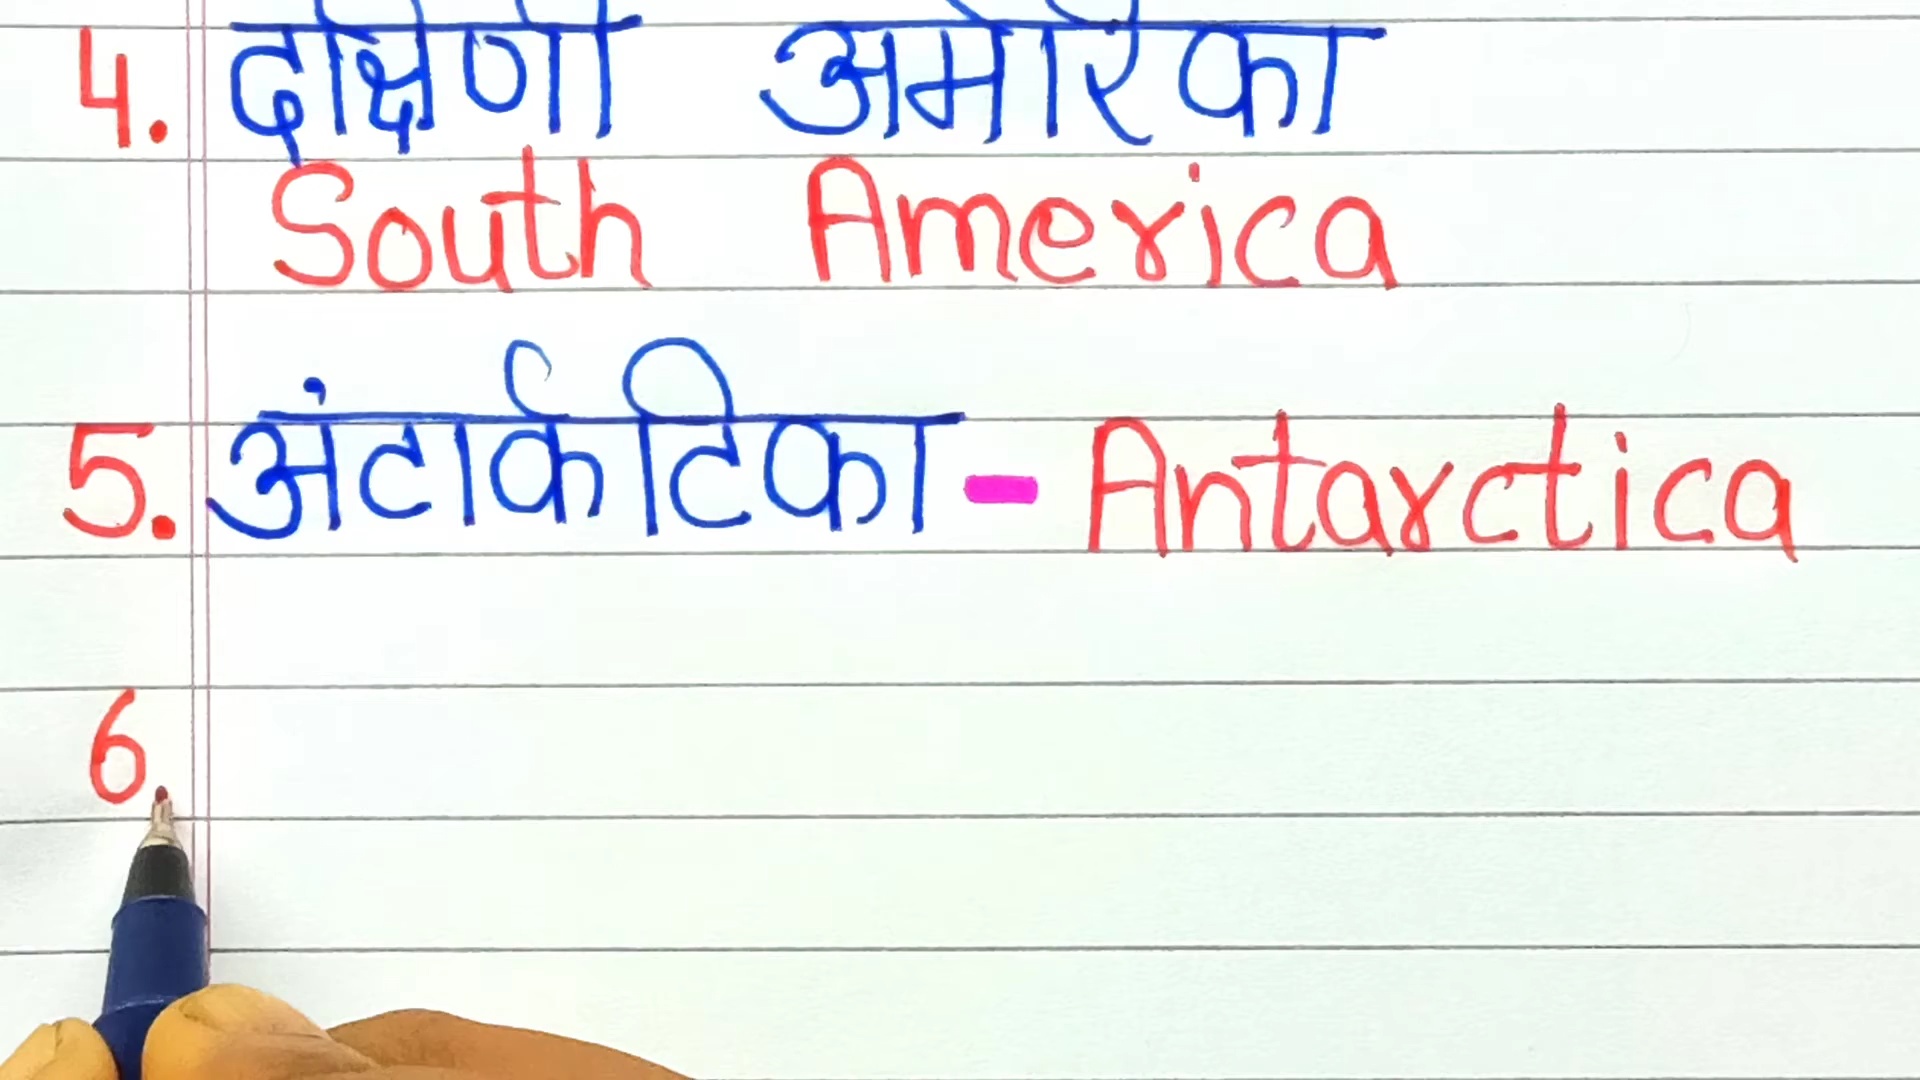 4. दक्षिणी अमेरिका
South America
5. अंटार्कटिका - Antarctica
6.